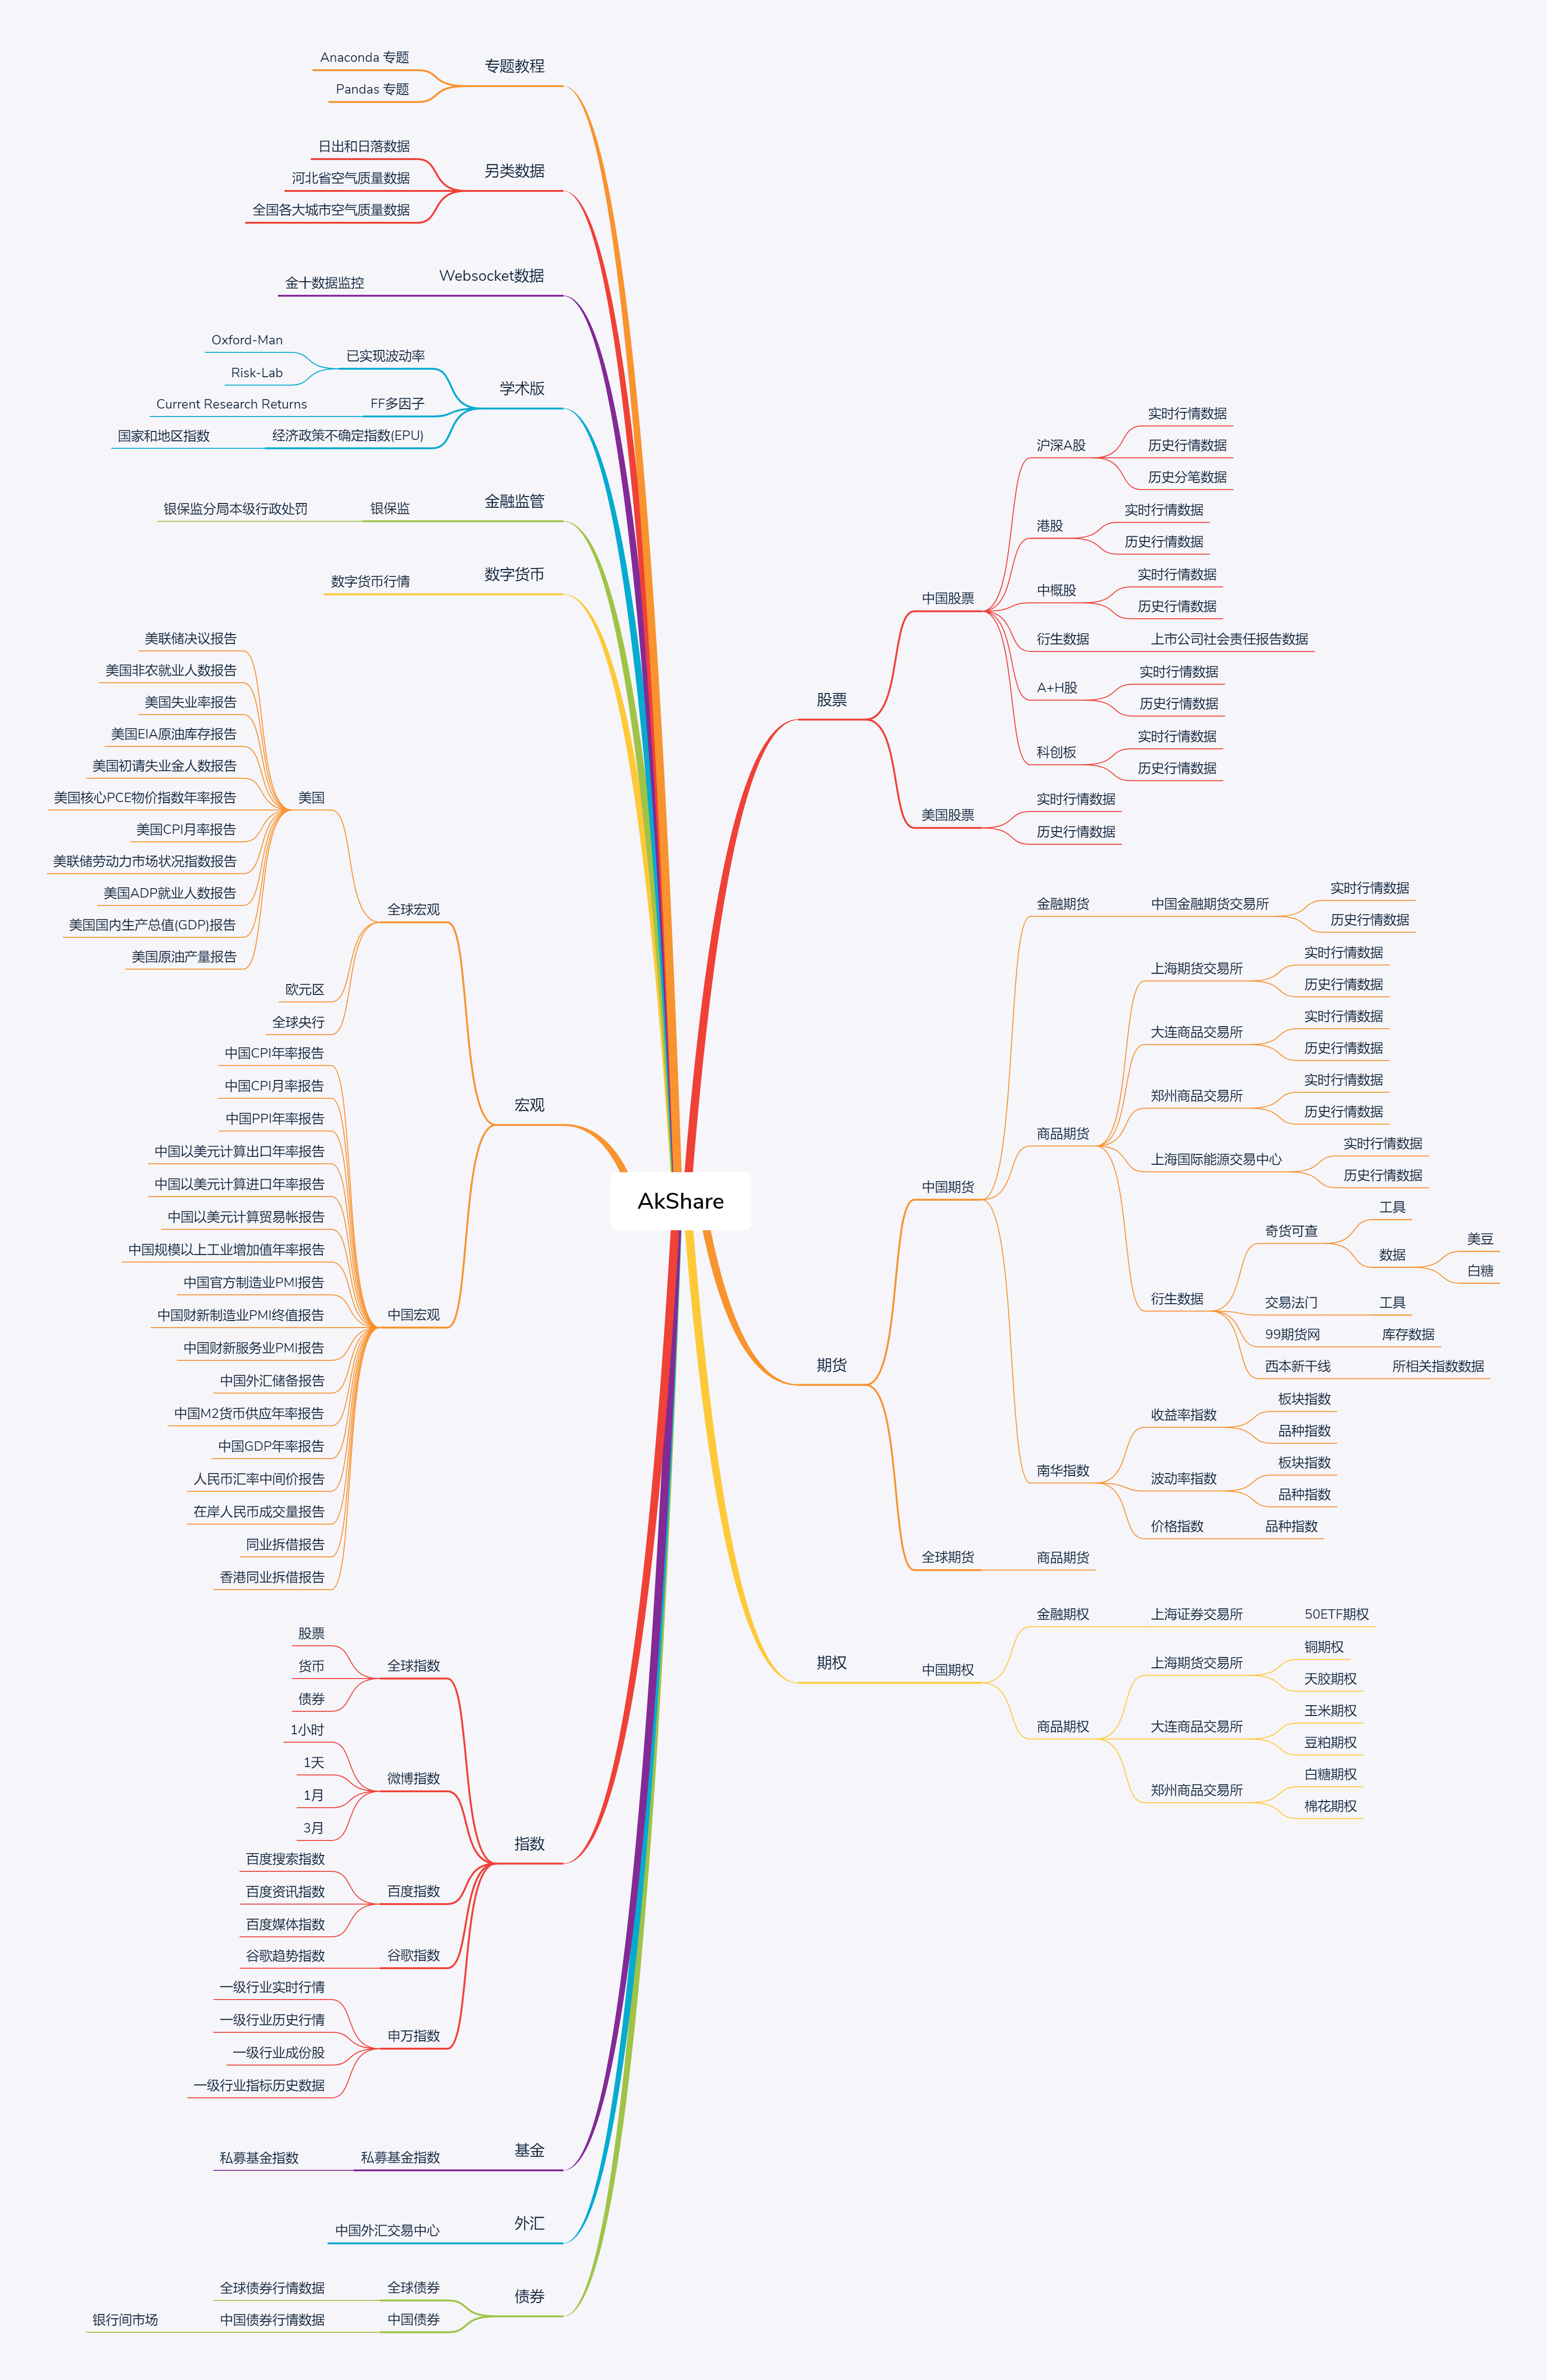 AkShare
股票
中国股票
沪深A股
实时行情数据
历史行情数据
历史分笔数据
港股
实时行情数据
历史行情数据
中概股
实时行情数据
历史行情数据
衍生数据
上市公司社会责任报告数据
A+H股
实时行情数据
历史行情数据
科创板
实时行情数据
历史行情数据
美国股票
实时行情数据
历史行情数据
期货
中国期货
金融期货
中国金融期货交易所
实时行情数据
历史行情数据
商品期货
上海期货交易所
实时行情数据
历史行情数据
大连商品交易所
实时行情数据
历史行情数据
郑州商品交易所
实时行情数据
历史行情数据
上海国际能源交易中心
实时行情数据
历史行情数据
衍生数据
奇货可查
工具
数据
美豆
白糖
交易法门
工具
99期货网
库存数据
西本新干线
所相关指数数据
南华指数
收益率指数
板块指数
品种指数
波动率指数
板块指数
品种指数
价格指数
品种指数
全球期货
商品期货
期权
中国期权
金融期权
上海证券交易所
50ETF期权
商品期权
上海期货交易所
铜期权
天胶期权
大连商品交易所
玉米期权
豆粕期权
郑州商品交易所
白糖期权
棉花期权
专题教程
Anaconda 专题
Pandas 专题
另类数据
日出和日落数据
河北省空气质量数据
全国各大城市空气质量数据
Websocket数据
金十数据监控
学术版
已实现波动率
Oxford-Man
Risk-Lab
FF多因子
Current Research Returns
经济政策不确定指数(EPU)
国家和地区指数
金融监管
银保监
银保监分局本级行政处罚
数字货币
数字货币行情
宏观
全球宏观
美国
美联储决议报告
美国非农就业人数报告
美国失业率报告
美国EIA原油库存报告
美国初请失业金人数报告
美国核心PCE物价指数年率报告
美国CPI月率报告
美联储劳动力市场状况指数报告
美国ADP就业人数报告
美国国内生产总值(GDP)报告
美国原油产量报告
欧元区
全球央行
中国宏观
中国CPI年率报告
中国CPI月率报告
中国PPI年率报告
中国以美元计算出口年率报告
中国以美元计算进口年率报告
中国以美元计算贸易帐报告
中国规模以上工业增加值年率报告
中国官方制造业PMI报告
中国财新制造业PMI终值报告
中国财新服务业PMI报告
中国外汇储备报告
中国M2货币供应年率报告
中国GDP年率报告
人民币汇率中间价报告
在岸人民币成交量报告
同业拆借报告
香港同业拆借报告
指数
全球指数
股票
货币
债券
微博指数
1小时
1天
1月
3月
百度指数
百度搜索指数
百度资讯指数
百度媒体指数
谷歌指数
谷歌趋势指数
申万指数
一级行业实时行情
一级行业历史行情
一级行业成份股
一级行业指标历史数据
基金
私募基金指数
私募基金指数
外汇
中国外汇交易中心
债券
全球债券
全球债券行情数据
中国债券
中国债券行情数据
银行间市场